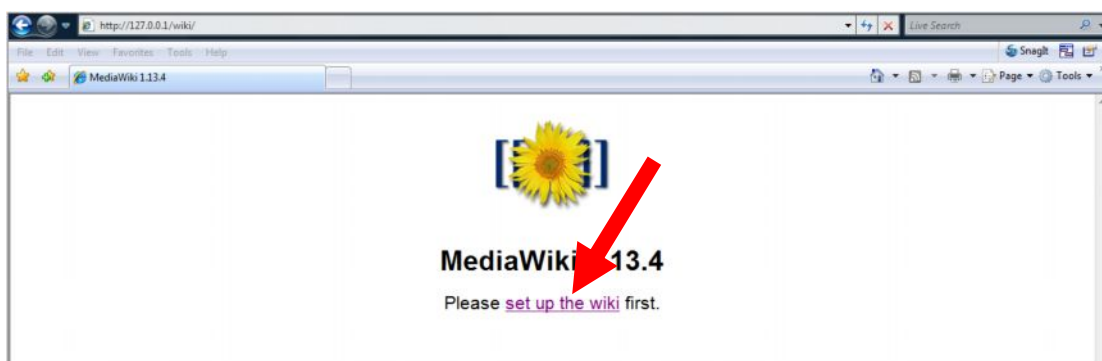 http://127.0.0.1/wiki/
Live Search
File Edit View Favorites Tools Help
SnagIt
MediaWiki 1.13.4
Page Tools
MediaWiki 13.4
Please set up the wiki first.